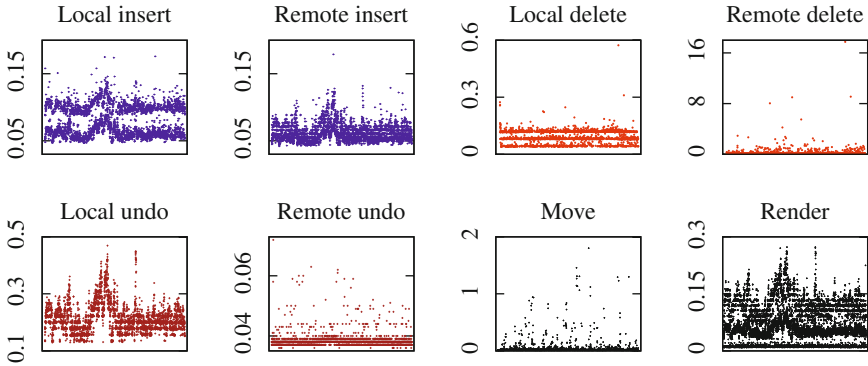 Local insert
Remote insert
Local delete
Remote delete
0.15
0.05
0.15
0.05
0.6
0.3
0
16
8
0
Local undo
Remote undo
Move
Render
0.5
0.3
0.1
0.06
0.04
2
1
0
0.3
0.15
0